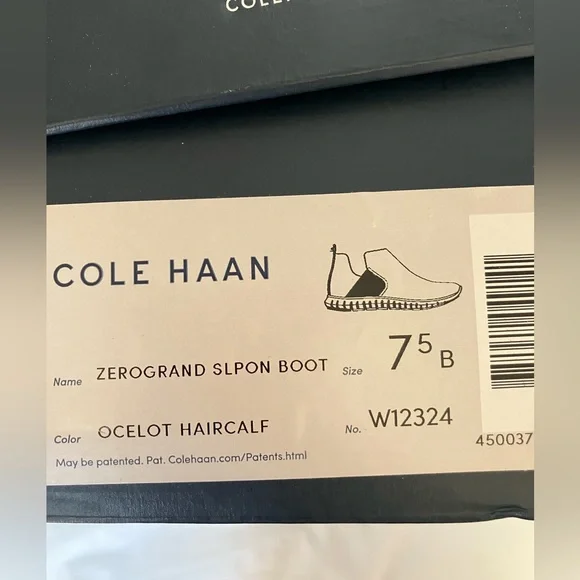 COLE HAAN
Name ZEROGRAND SLPON BOOT Size 7 5 B
Color OCELOT HAIRCALF No. W12324
May be patented. Pat. Colehaan.com/Patents.html
450037